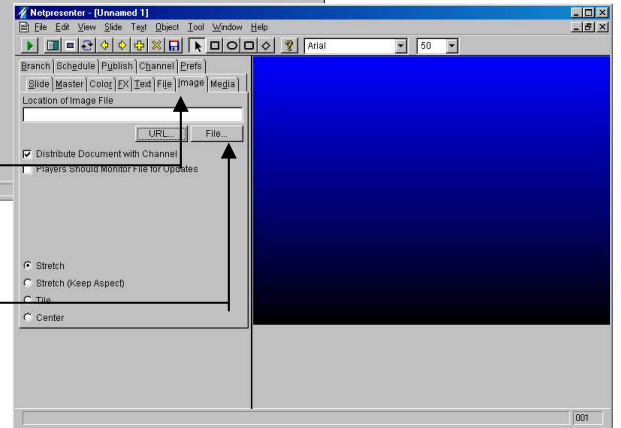 Netpresenter - [Unnamed 1]
File Edit View Slide Text Object Tool Window Help
Arial 50
Branch Schedule Publish Channel Prefs
Slide Master Color FX Text File Image Media
Location of Image File
URL... File...
Distribute Document with Channel
Players Should Monitor File for Updates
Stretch
Stretch (Keep Aspect)
Tile
Center
001